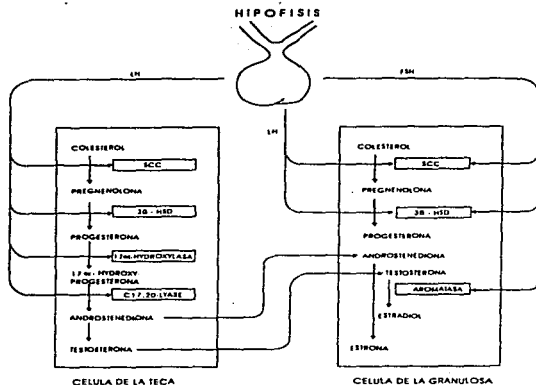 HIPOFISIS
LH
FSH
LH
COLESTEROL
SCC
PREGNENOLONA
3B - HSD
PROGESTERONA
17α-HYDROXYLASA
17α-HYDROXY
PROGESTERONA
C17,20-LYASE
ANDROSTENEDIONA
TESTOSTERONA
CELULA DE LA TECA
COLESTEROL
SCC
PREGNENOLONA
3B - HSD
PROGESTERONA
ANDROSTENEDIONA
TESTOSTERONA
AROMATASA
ESTRADIOL
ESTRONA
CELULA DE LA GRANULOSA